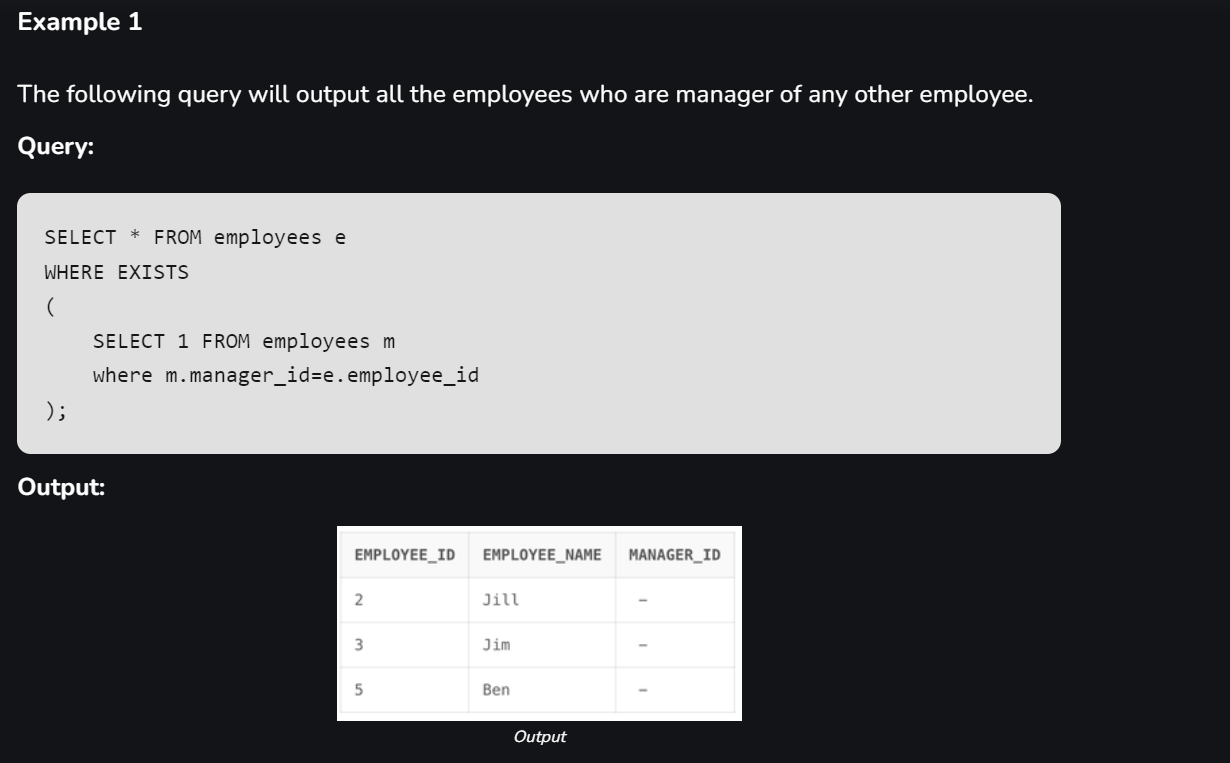 Example 1
The following query will output all the employees who are manager of any other employee.
Query:
SELECT * FROM employees e
WHERE EXISTS
(
    SELECT 1 FROM employees m
    where m.manager_id=e.employee_id
);
Output:
EMPLOYEE_ID EMPLOYEE_NAME MANAGER_ID
2 Jill –
3 Jim –
5 Ben –
Output